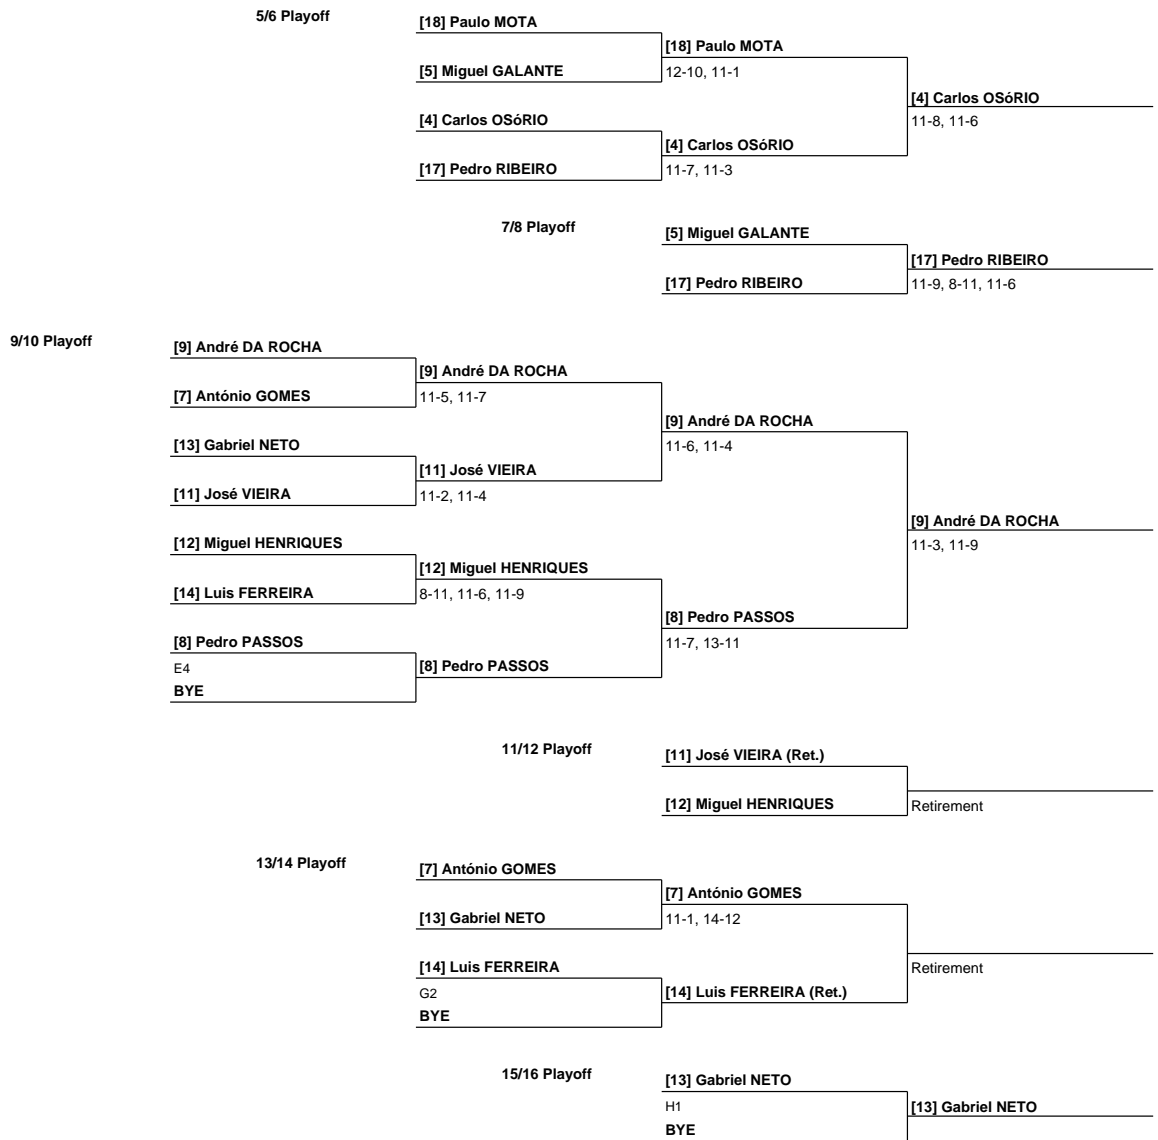 5/6 Playoff
[18] Paulo MOTA
[18] Paulo MOTA
[5] Miguel GALANTE
12-10, 11-1
[4] Carlos OSóRIO
[4] Carlos OSóRIO
11-8, 11-6
[4] Carlos OSóRIO
[17] Pedro RIBEIRO
11-7, 11-3
7/8 Playoff
[5] Miguel GALANTE
[17] Pedro RIBEIRO
[17] Pedro RIBEIRO
11-9, 8-11, 11-6
9/10 Playoff
[9] André DA ROCHA
[9] André DA ROCHA
[7] António GOMES
11-5, 11-7
[9] André DA ROCHA
[13] Gabriel NETO
11-6, 11-4
[11] José VIEIRA
[11] José VIEIRA
11-2, 11-4
[9] André DA ROCHA
[12] Miguel HENRIQUES
11-3, 11-9
[12] Miguel HENRIQUES
[14] Luis FERREIRA
8-11, 11-6, 11-9
[8] Pedro PASSOS
[8] Pedro PASSOS
11-7, 13-11
E4
[8] Pedro PASSOS
BYE
11/12 Playoff
[11] José VIEIRA (Ret.)
[12] Miguel HENRIQUES
Retirement
13/14 Playoff
[7] António GOMES
[7] António GOMES
[13] Gabriel NETO
11-1, 14-12
[14] Luis FERREIRA
Retirement
G2
[14] Luis FERREIRA (Ret.)
BYE
15/16 Playoff
[13] Gabriel NETO
H1
[13] Gabriel NETO
BYE